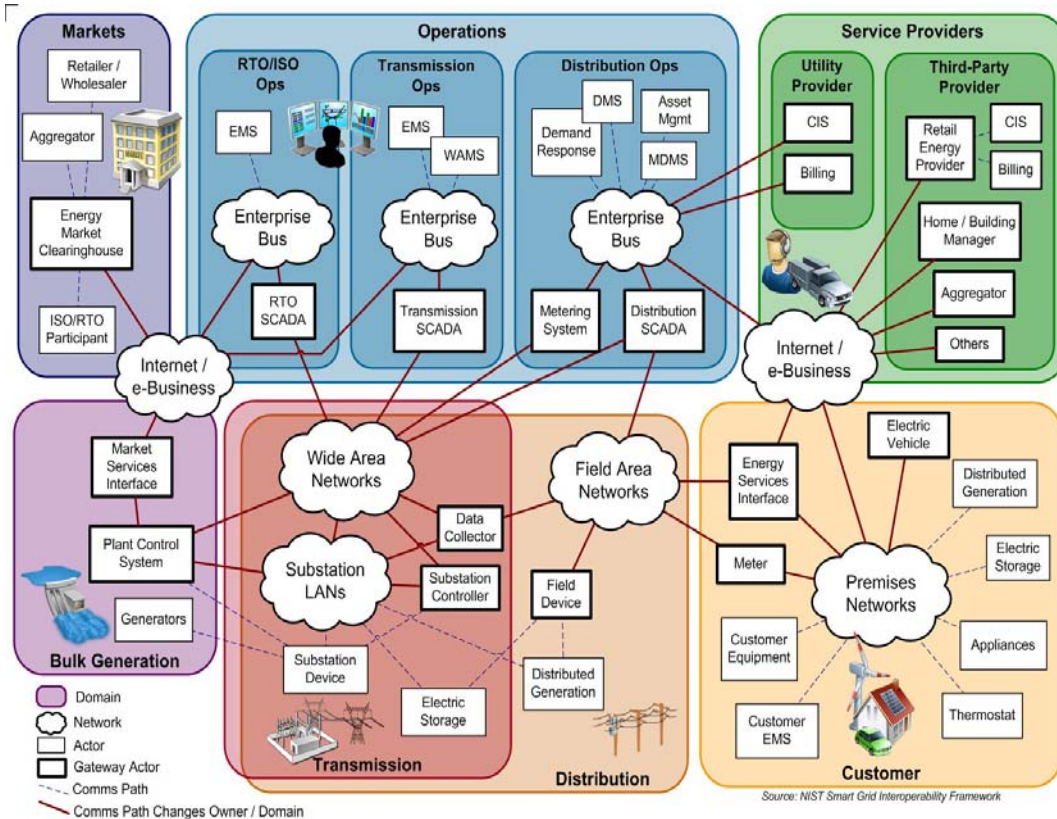 Markets
Retailer /
Wholesaler
Aggregator
Energy
Market
Clearinghouse
ISO/RTO
Participant
Operations
RTO/ISO
Ops
EMS
Enterprise
Bus
RTO
SCADA
Transmission
Ops
EMS
WAMS
Enterprise
Bus
Transmission
SCADA
Distribution Ops
DMS
Asset
Mgmt
Demand
Response
MDMS
Enterprise
Bus
Metering
System
Distribution
SCADA
Service Providers
Utility
Provider
CIS
Billing
Third-Party
Provider
Retail
Energy
Provider
CIS
Billing
Home / Building
Manager
Aggregator
Others
Internet /
e-Business
Internet /
e-Business
Market
Services
Interface
Plant Control
System
Generators
Bulk Generation
Wide Area
Networks
Substation
LANs
Data
Collector
Substation
Controller
Substation
Device
Electric
Storage
Transmission
Field Area
Networks
Field
Device
Distributed
Generation
Distribution
Energy
Services
Interface
Electric
Vehicle
Distributed
Generation
Meter
Premises
Networks
Electric
Storage
Customer
Equipment
Appliances
Customer
EMS
Thermostat
Customer
Domain
Network
Actor
Gateway Actor
Comms Path
Comms Path Changes Owner / Domain
Source: NIST Smart Grid Interoperability Framework